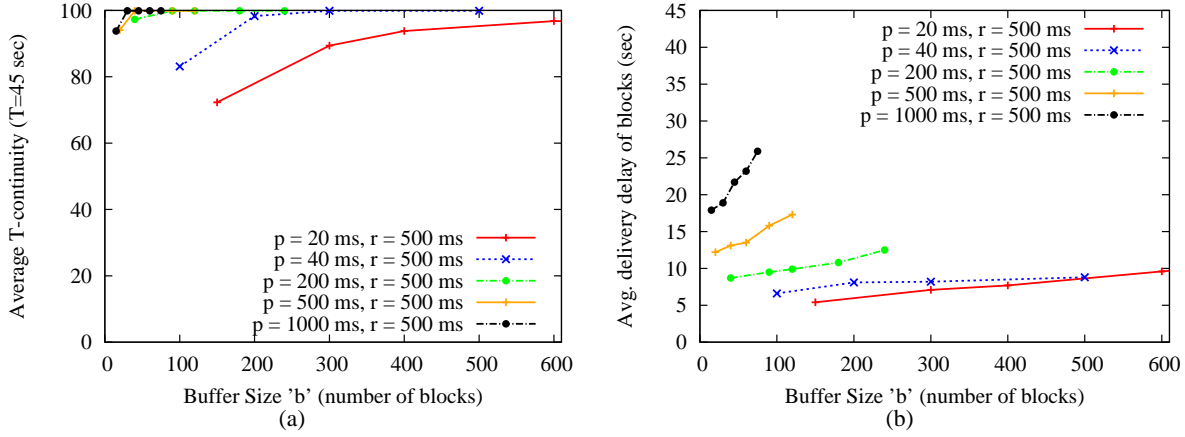 Average T-continuity (T=45 sec)
100
80
60
40
20
0
p = 20 ms, r = 500 ms
p = 40 ms, r = 500 ms
p = 200 ms, r = 500 ms
p = 500 ms, r = 500 ms
p = 1000 ms, r = 500 ms
0 100 200 300 400 500 600
Buffer Size 'b' (number of blocks)
(a)
Avg. delivery delay of blocks (sec)
45
40
35
30
25
20
15
10
5
0
p = 20 ms, r = 500 ms
p = 40 ms, r = 500 ms
p = 200 ms, r = 500 ms
p = 500 ms, r = 500 ms
p = 1000 ms, r = 500 ms
0 100 200 300 400 500 600
Buffer Size 'b' (number of blocks)
(b)